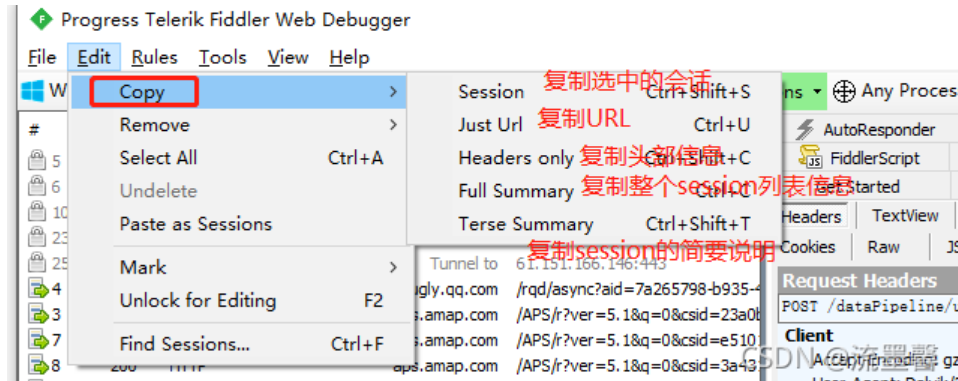 Progress Telerik Fiddler Web Debugger
File Edit Rules Tools View Help
W Copy Session 复制选中的会话 Ctrl+Shift+S ns Any Proces
# Remove Just Url 复制URL Ctrl+U AutoResponder
5 Select All Ctrl+A Headers only 复制头部信息 Ctrl+Shift+C FiddlerScript
6 Undelete Full Summary 复制整个session列表信息 Ctrl+C Get Started
10 Paste as Sessions Terse Summary Ctrl+Shift+T Headers TextView
23 复制session的简要说明 Cookies Raw
25 Mark Tunnel to 61.151.166.146:443
Request Headers
4 Unlock for Editing F2 ugly.qq.com /rqd/async?aid=7a265798-b935-4
POST /dataPipeline/u
3 s.amap.com /APS/r?ver=5.1&q=0&csid=23a0b
7 Find Sessions... Ctrl+F s.amap.com /APS/r?ver=5.1&q=0&csid=e5101
Client
8 200 HTTP aps.amap.com /APS/r?ver=5.1&q=0&csid=3a43
Accept-Encoding: gz
CSDN @流墨馨